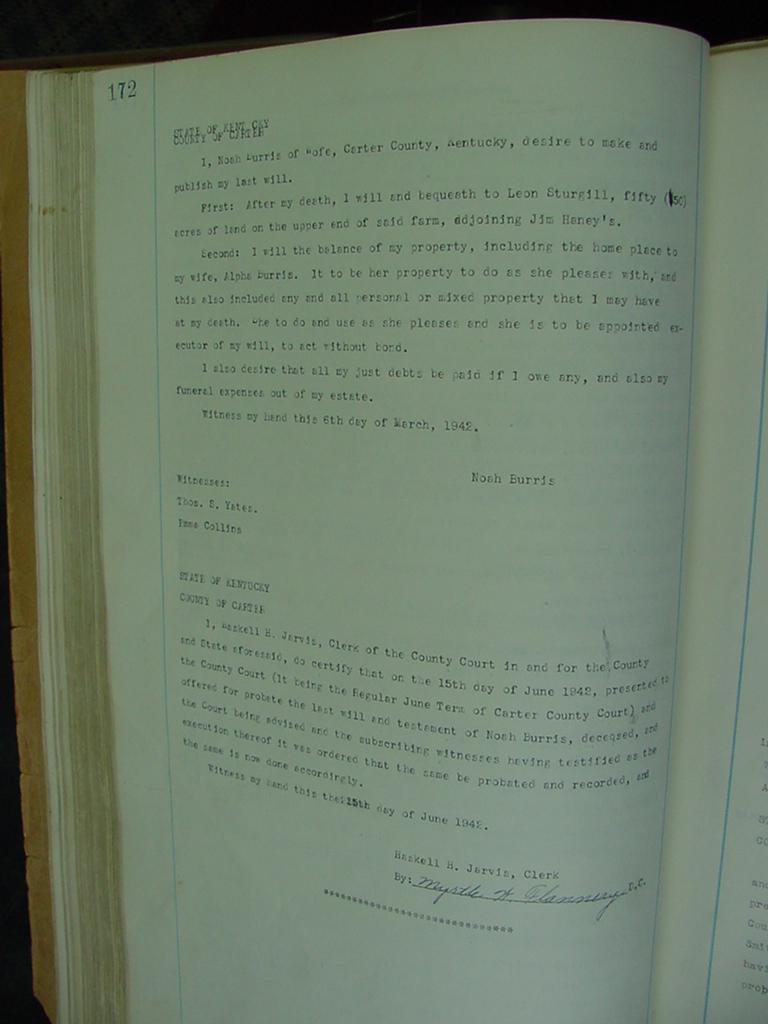 172
STATE OF KENTUCKY
COUNTY OF CARTER
I, Noah Burris of Wofe, Carter County, Kentucky, desire to make and
publish my last will.
First: After my death, I will and bequeath to Leon Sturgill, fifty (50)
acres of land on the upper end of said farm, ddjoining Jim Haney's.
Second: I will the balance of my property, including the home place to
my wife, Alpha Burris. It to be her property to do as she pleases with, and
this also included any and all personal or mixed property that I may have
at my death. She to do and use as she pleases and she is to be appointed ex-
ecutor of my will, to act without bond.
I also desire that all my just debts be paid if I owe any, and also my
funeral expenses out of my estate.
Witness my hand this 6th day of March, 1942.
Noah Burris
Witnesses:
Thos. S. Yates.
Emma Collins
STATE OF KENTUCKY
COUNTY OF CARTER
I, Haskell H. Jarvis, Clerk of the County Court in and for the County
and State aforesaid, do certify that on the 15th day of June 1942, presented to
the County Court (It being the Regular June Term of Carter County Court) and
offered for probate the last will and testament of Noah Burris, deceqsed, and
the Court being advised and the subscribing witnesses having testified as the
execution thereof it was ordered that the same be probated and recorded, and
the same is now done accordingly.
Witness my hand this the 15th day of June 1942.
Haskell H. Jarvis, Clerk
By: Myrtle W. Flannery D.C.
******************************